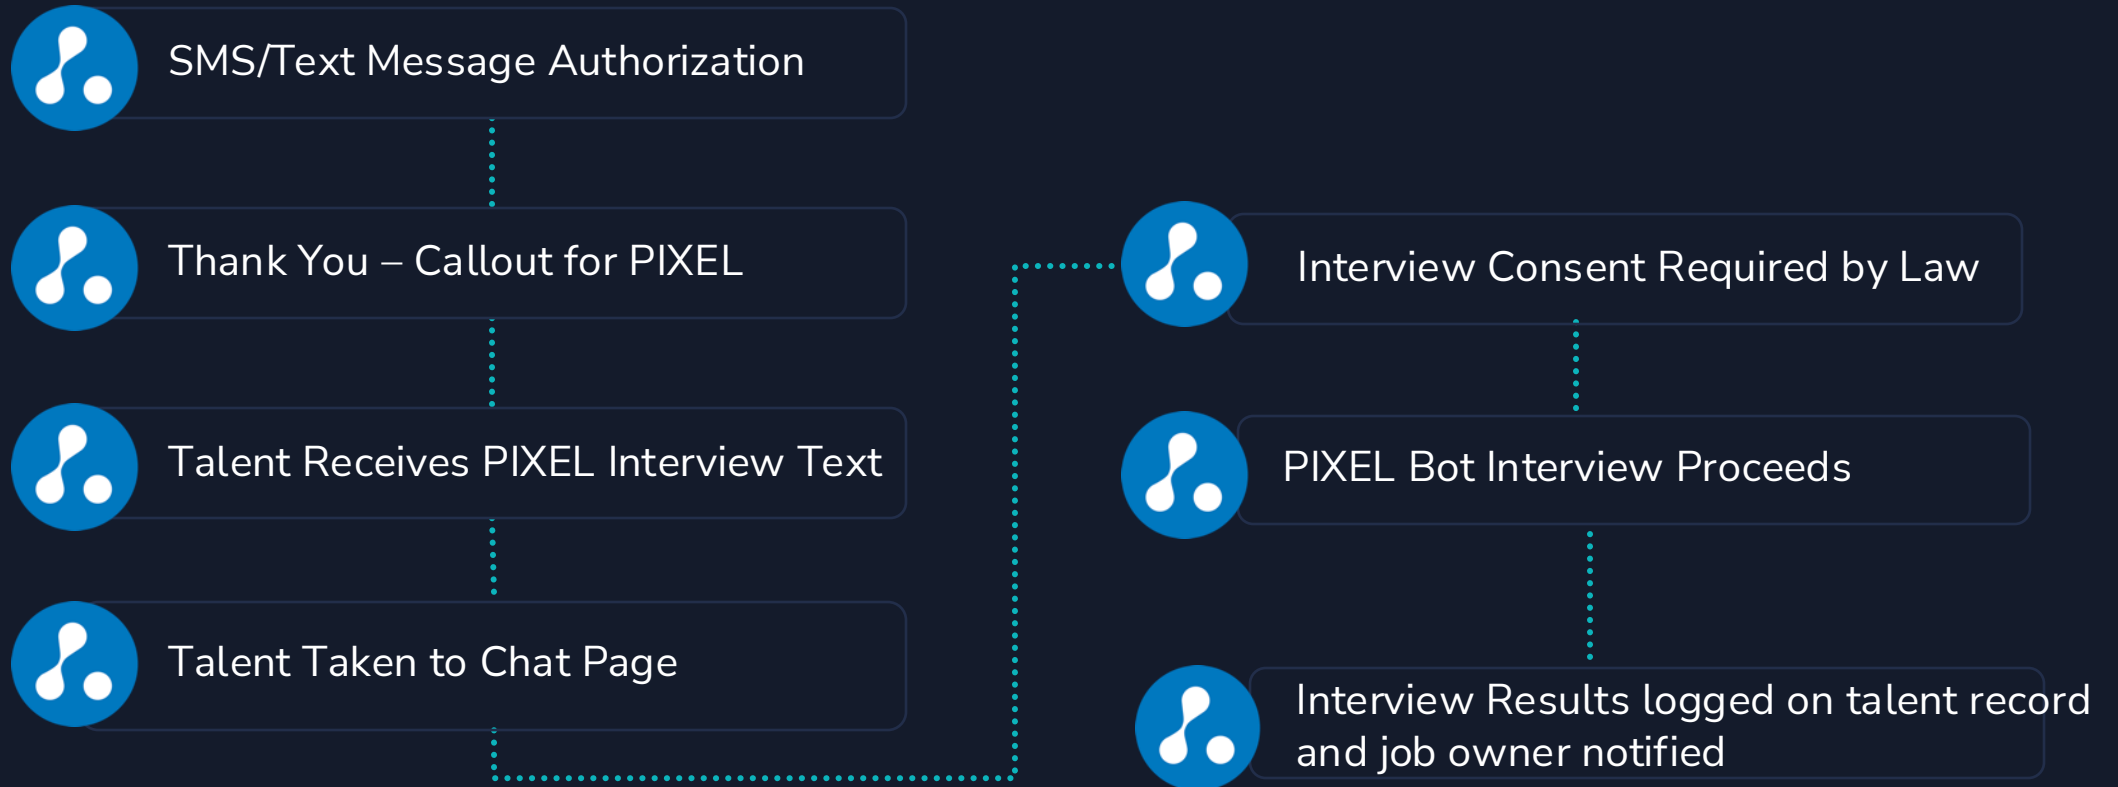 SMS/Text Message Authorization
Thank You – Callout for PIXEL
Talent Receives PIXEL Interview Text
Talent Taken to Chat Page
Interview Consent Required by Law
PIXEL Bot Interview Proceeds
Interview Results logged on talent record
and job owner notified